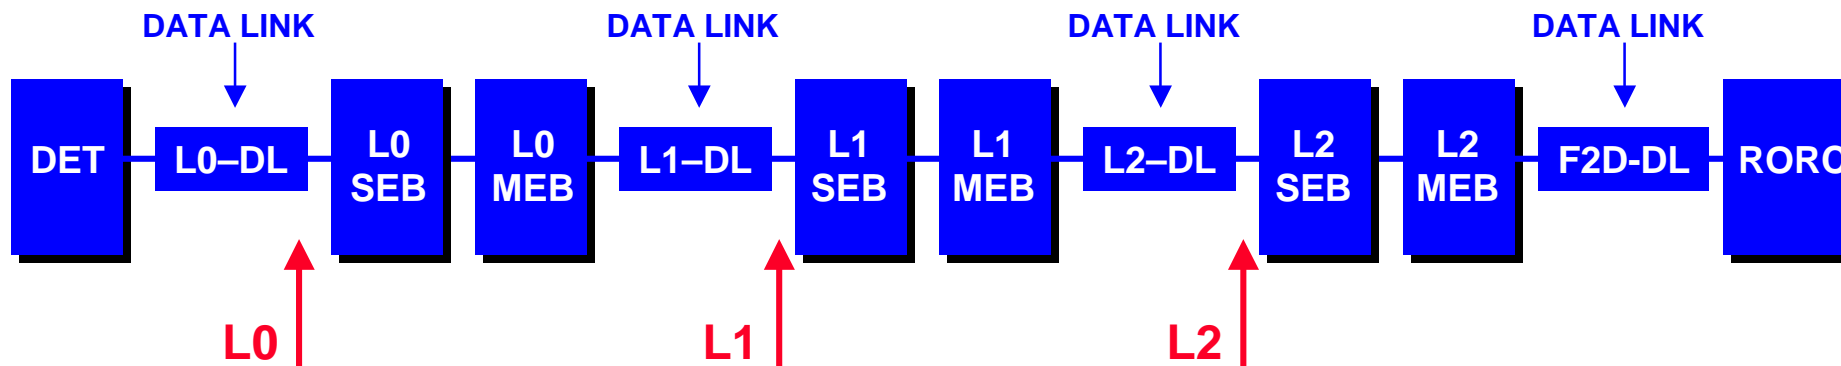 DATA LINK
DATA LINK
DATA LINK
DATA LINK
DET
L0–DL
L0
SEB
L0
MEB
L1–DL
L1
SEB
L1
MEB
L2–DL
L2
SEB
L2
MEB
F2D-DL
RORC
L0
L1
L2